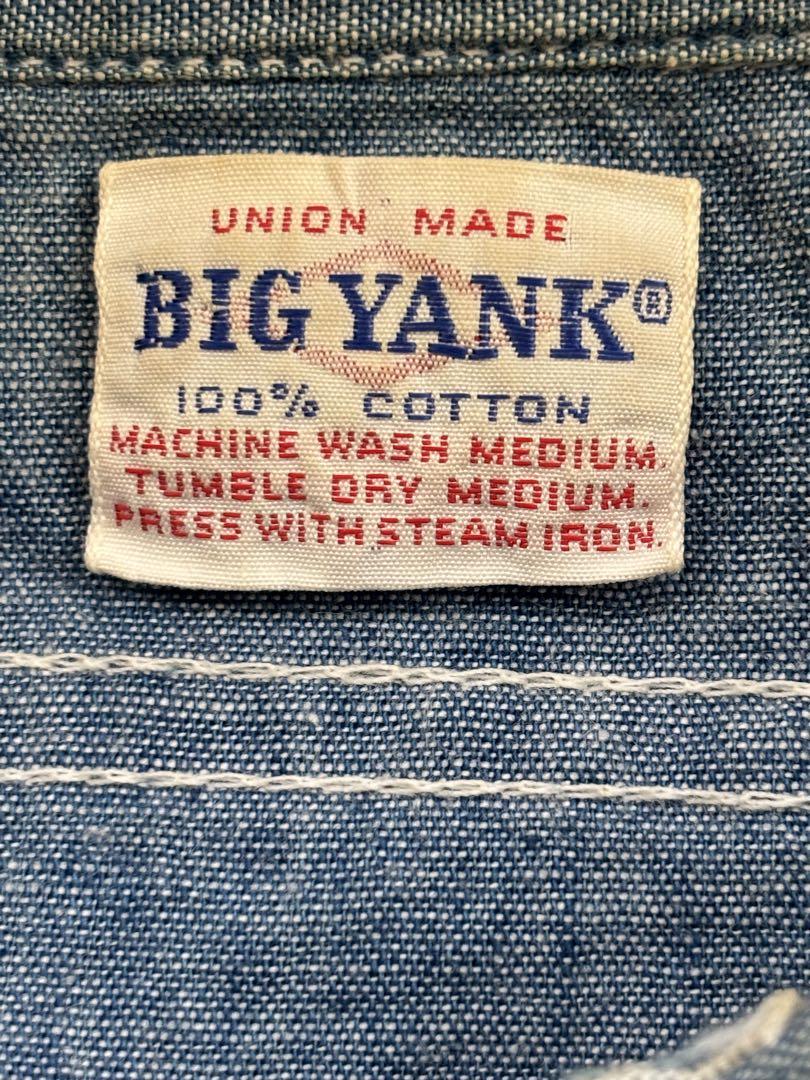 UNION MADE
BIG YANK®
100% COTTON
MACHINE WASH MEDIUM.
TUMBLE DRY MEDIUM.
PRESS WITH STEAM IRON.